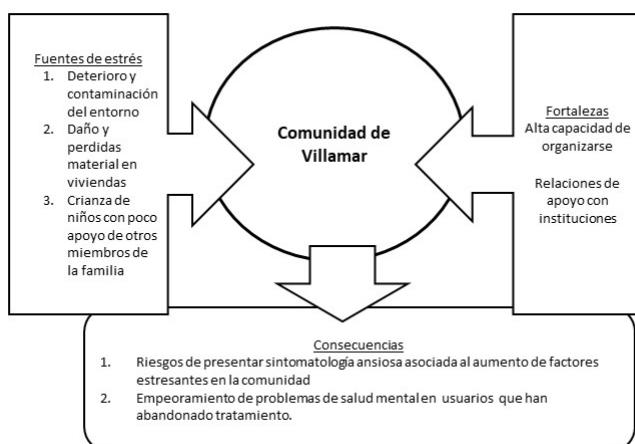 Fuentes de estrés
1. Deterioro y
contaminación
del entorno
2. Daño y
perdidas
material en
viviendas
3. Crianza de
niños con poco
apoyo de otros
miembros de
la familia
Comunidad de
Villamar
Fortalezas
Alta capacidad de
organizarse
Relaciones de
apoyo con
instituciones
Consecuencias
1. Riesgos de presentar sintomatología ansiosa asociada al aumento de factores
estresantes en la comunidad
2. Empeoramiento de problemas de salud mental en usuarios que han
abandonado tratamiento.